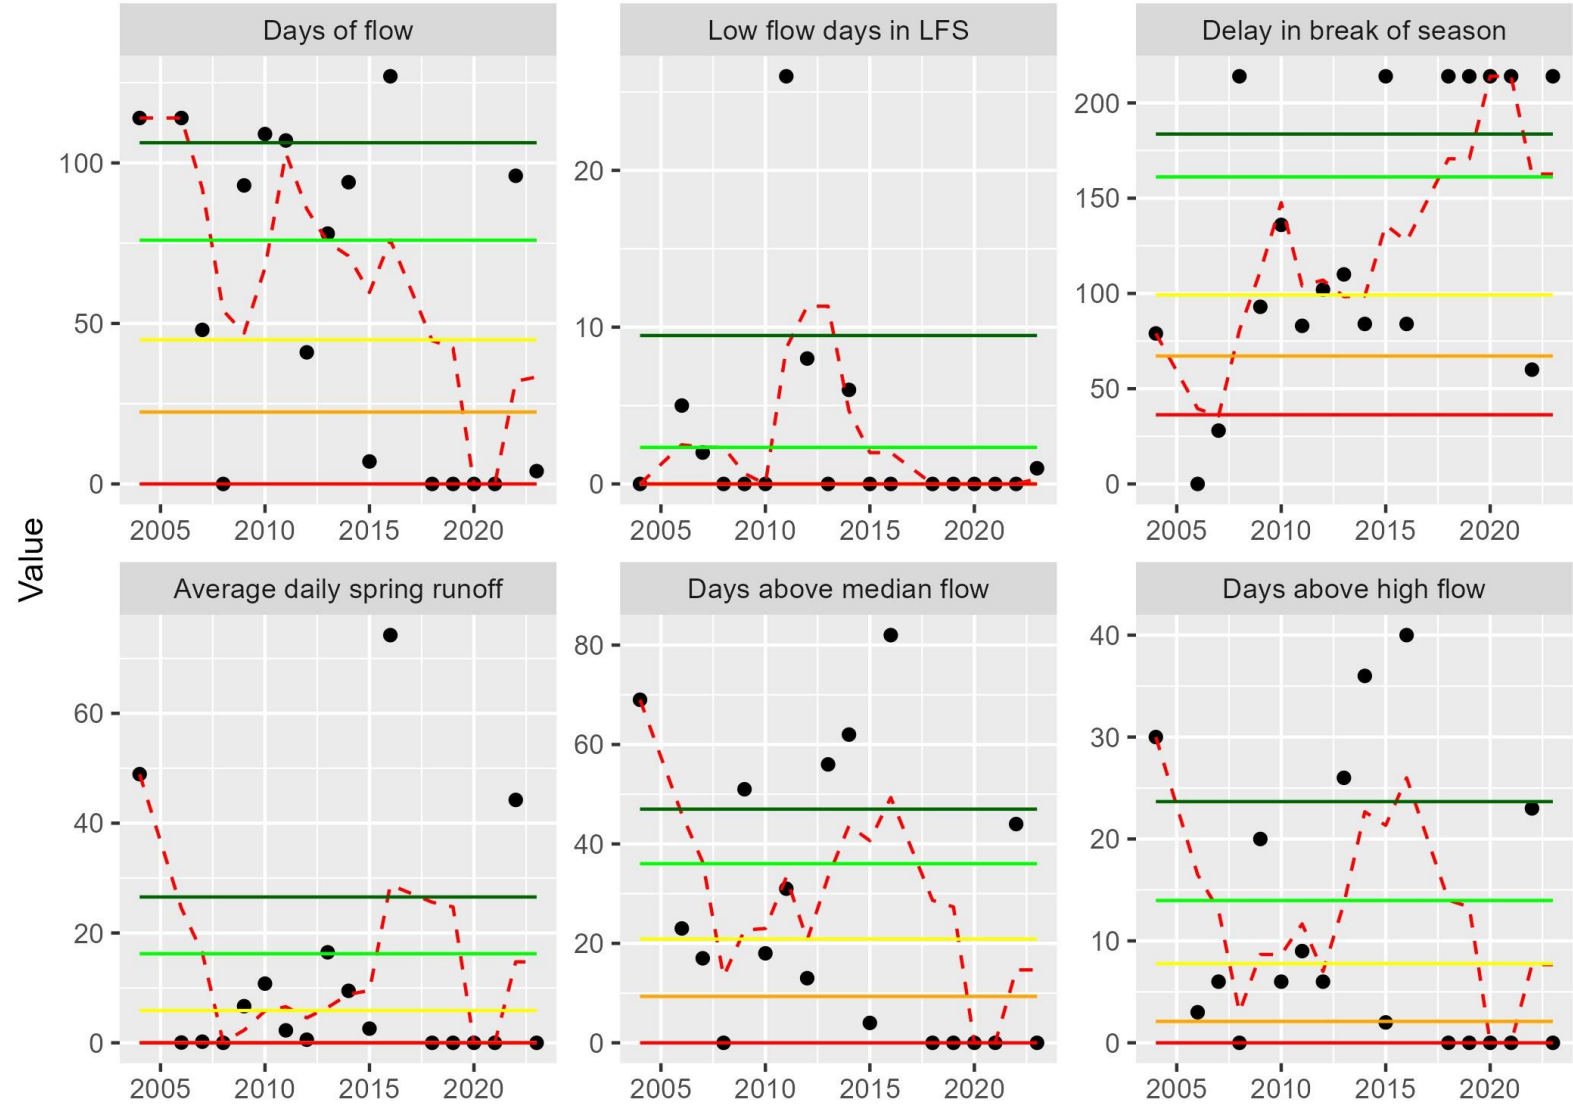 Days of flow
Low flow days in LFS
Delay in break of season
100
50
0
2005 2010 2015 2020
20
10
0
2005 2010 2015 2020
200
150
100
50
0
2005 2010 2015 2020
Value
Average daily spring runoff
Days above median flow
Days above high flow
60
40
20
0
2005 2010 2015 2020
80
60
40
20
0
2005 2010 2015 2020
40
30
20
10
0
2005 2010 2015 2020